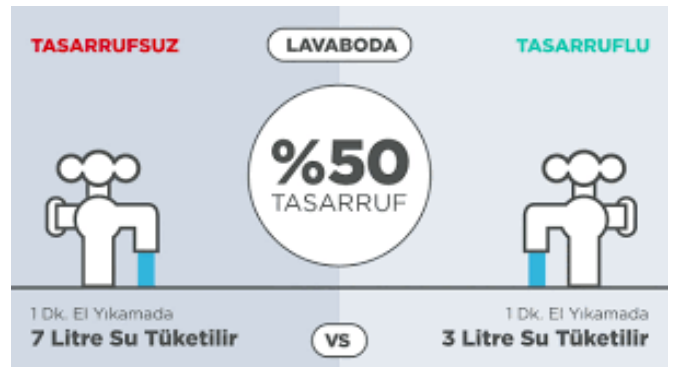 TASARRUFSUZ
LAVABODA
TASARRUFLU
%50
TASARRUF
1 Dk. El Yıkamada
7 Litre Su Tüketilir
VS
1 Dk. El Yıkamada
3 Litre Su Tüketilir